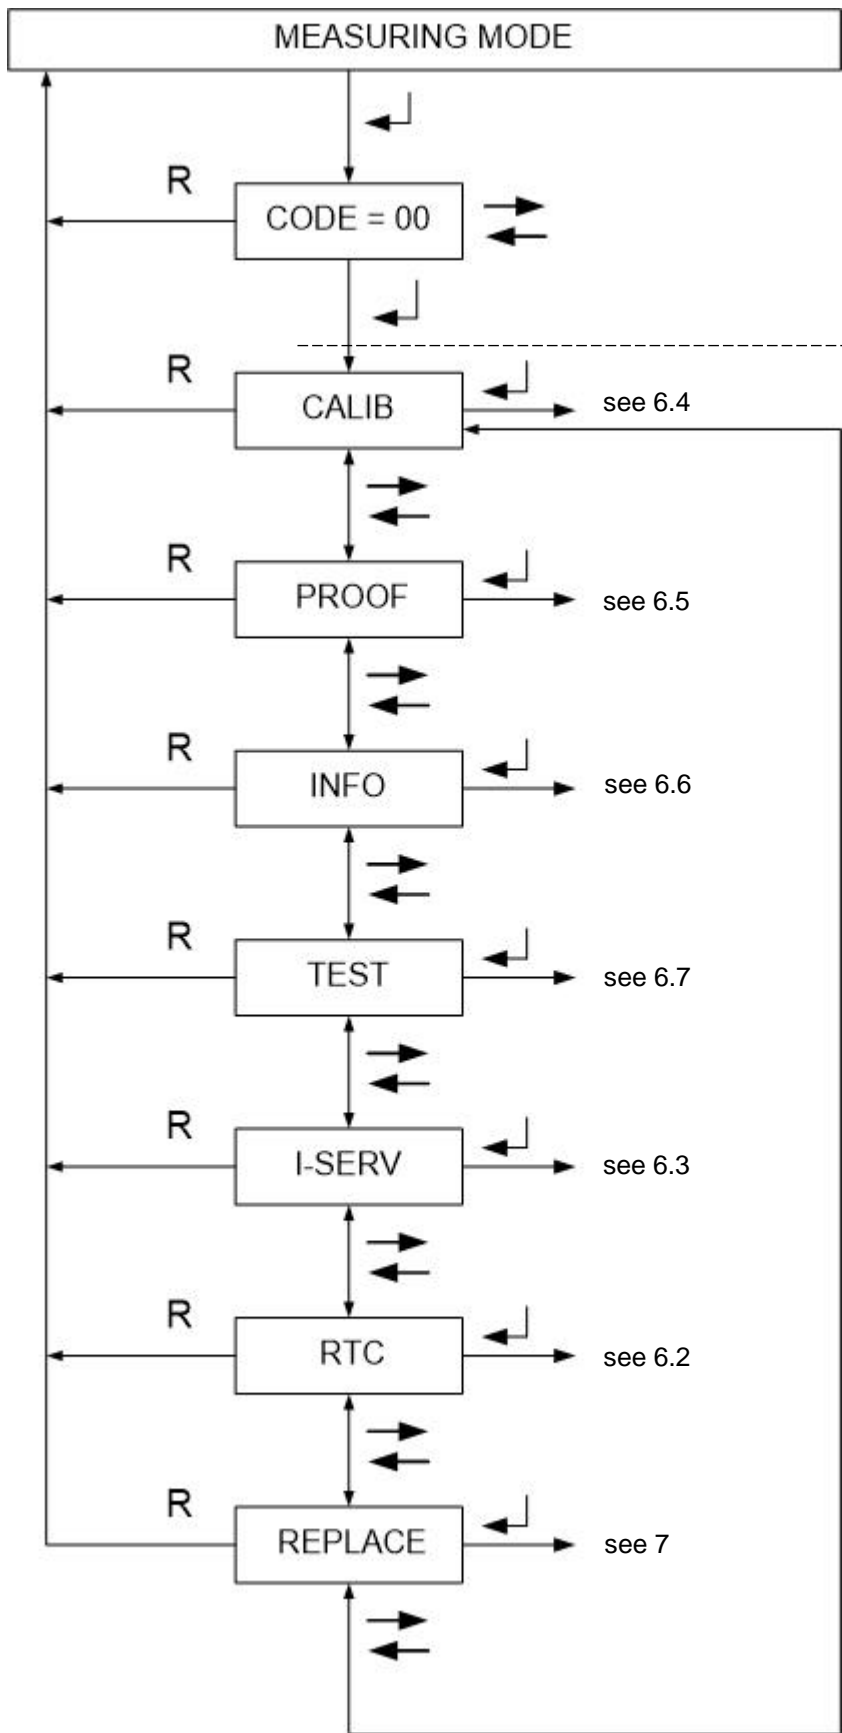 MEASURING MODE
R
CODE = 00
R
CALIB
see 6.4
R
PROOF
see 6.5
R
INFO
see 6.6
R
TEST
see 6.7
R
I-SERV
see 6.3
R
RTC
see 6.2
R
REPLACE
see 7